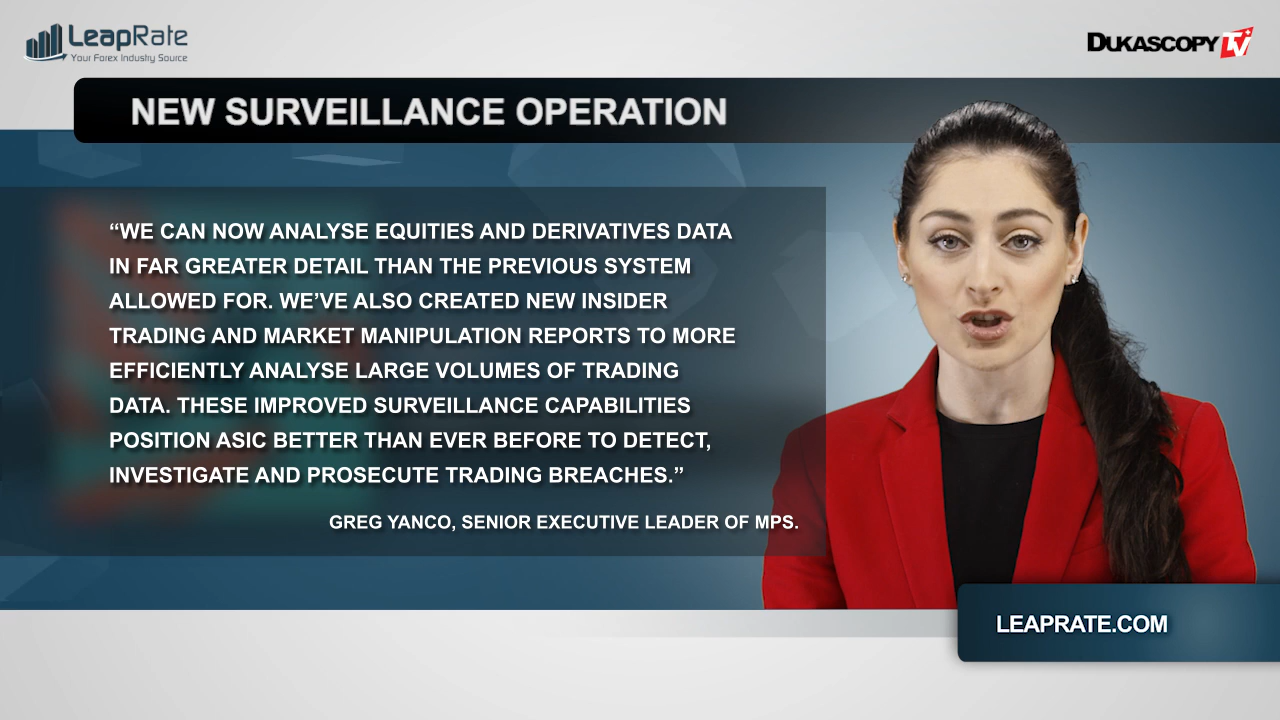 LeapRate
Your Forex Industry Source
DUKASCOPY TV
NEW SURVEILLANCE OPERATION
“WE CAN NOW ANALYSE EQUITIES AND DERIVATIVES DATA
IN FAR GREATER DETAIL THAN THE PREVIOUS SYSTEM
ALLOWED FOR. WE’VE ALSO CREATED NEW INSIDER
TRADING AND MARKET MANIPULATION REPORTS TO MORE
EFFICIENTLY ANALYSE LARGE VOLUMES OF TRADING
DATA. THESE IMPROVED SURVEILLANCE CAPABILITIES
POSITION ASIC BETTER THAN EVER BEFORE TO DETECT,
INVESTIGATE AND PROSECUTE TRADING BREACHES.”
GREG YANCO, SENIOR EXECUTIVE LEADER OF MPS.
LEAPRATE.COM